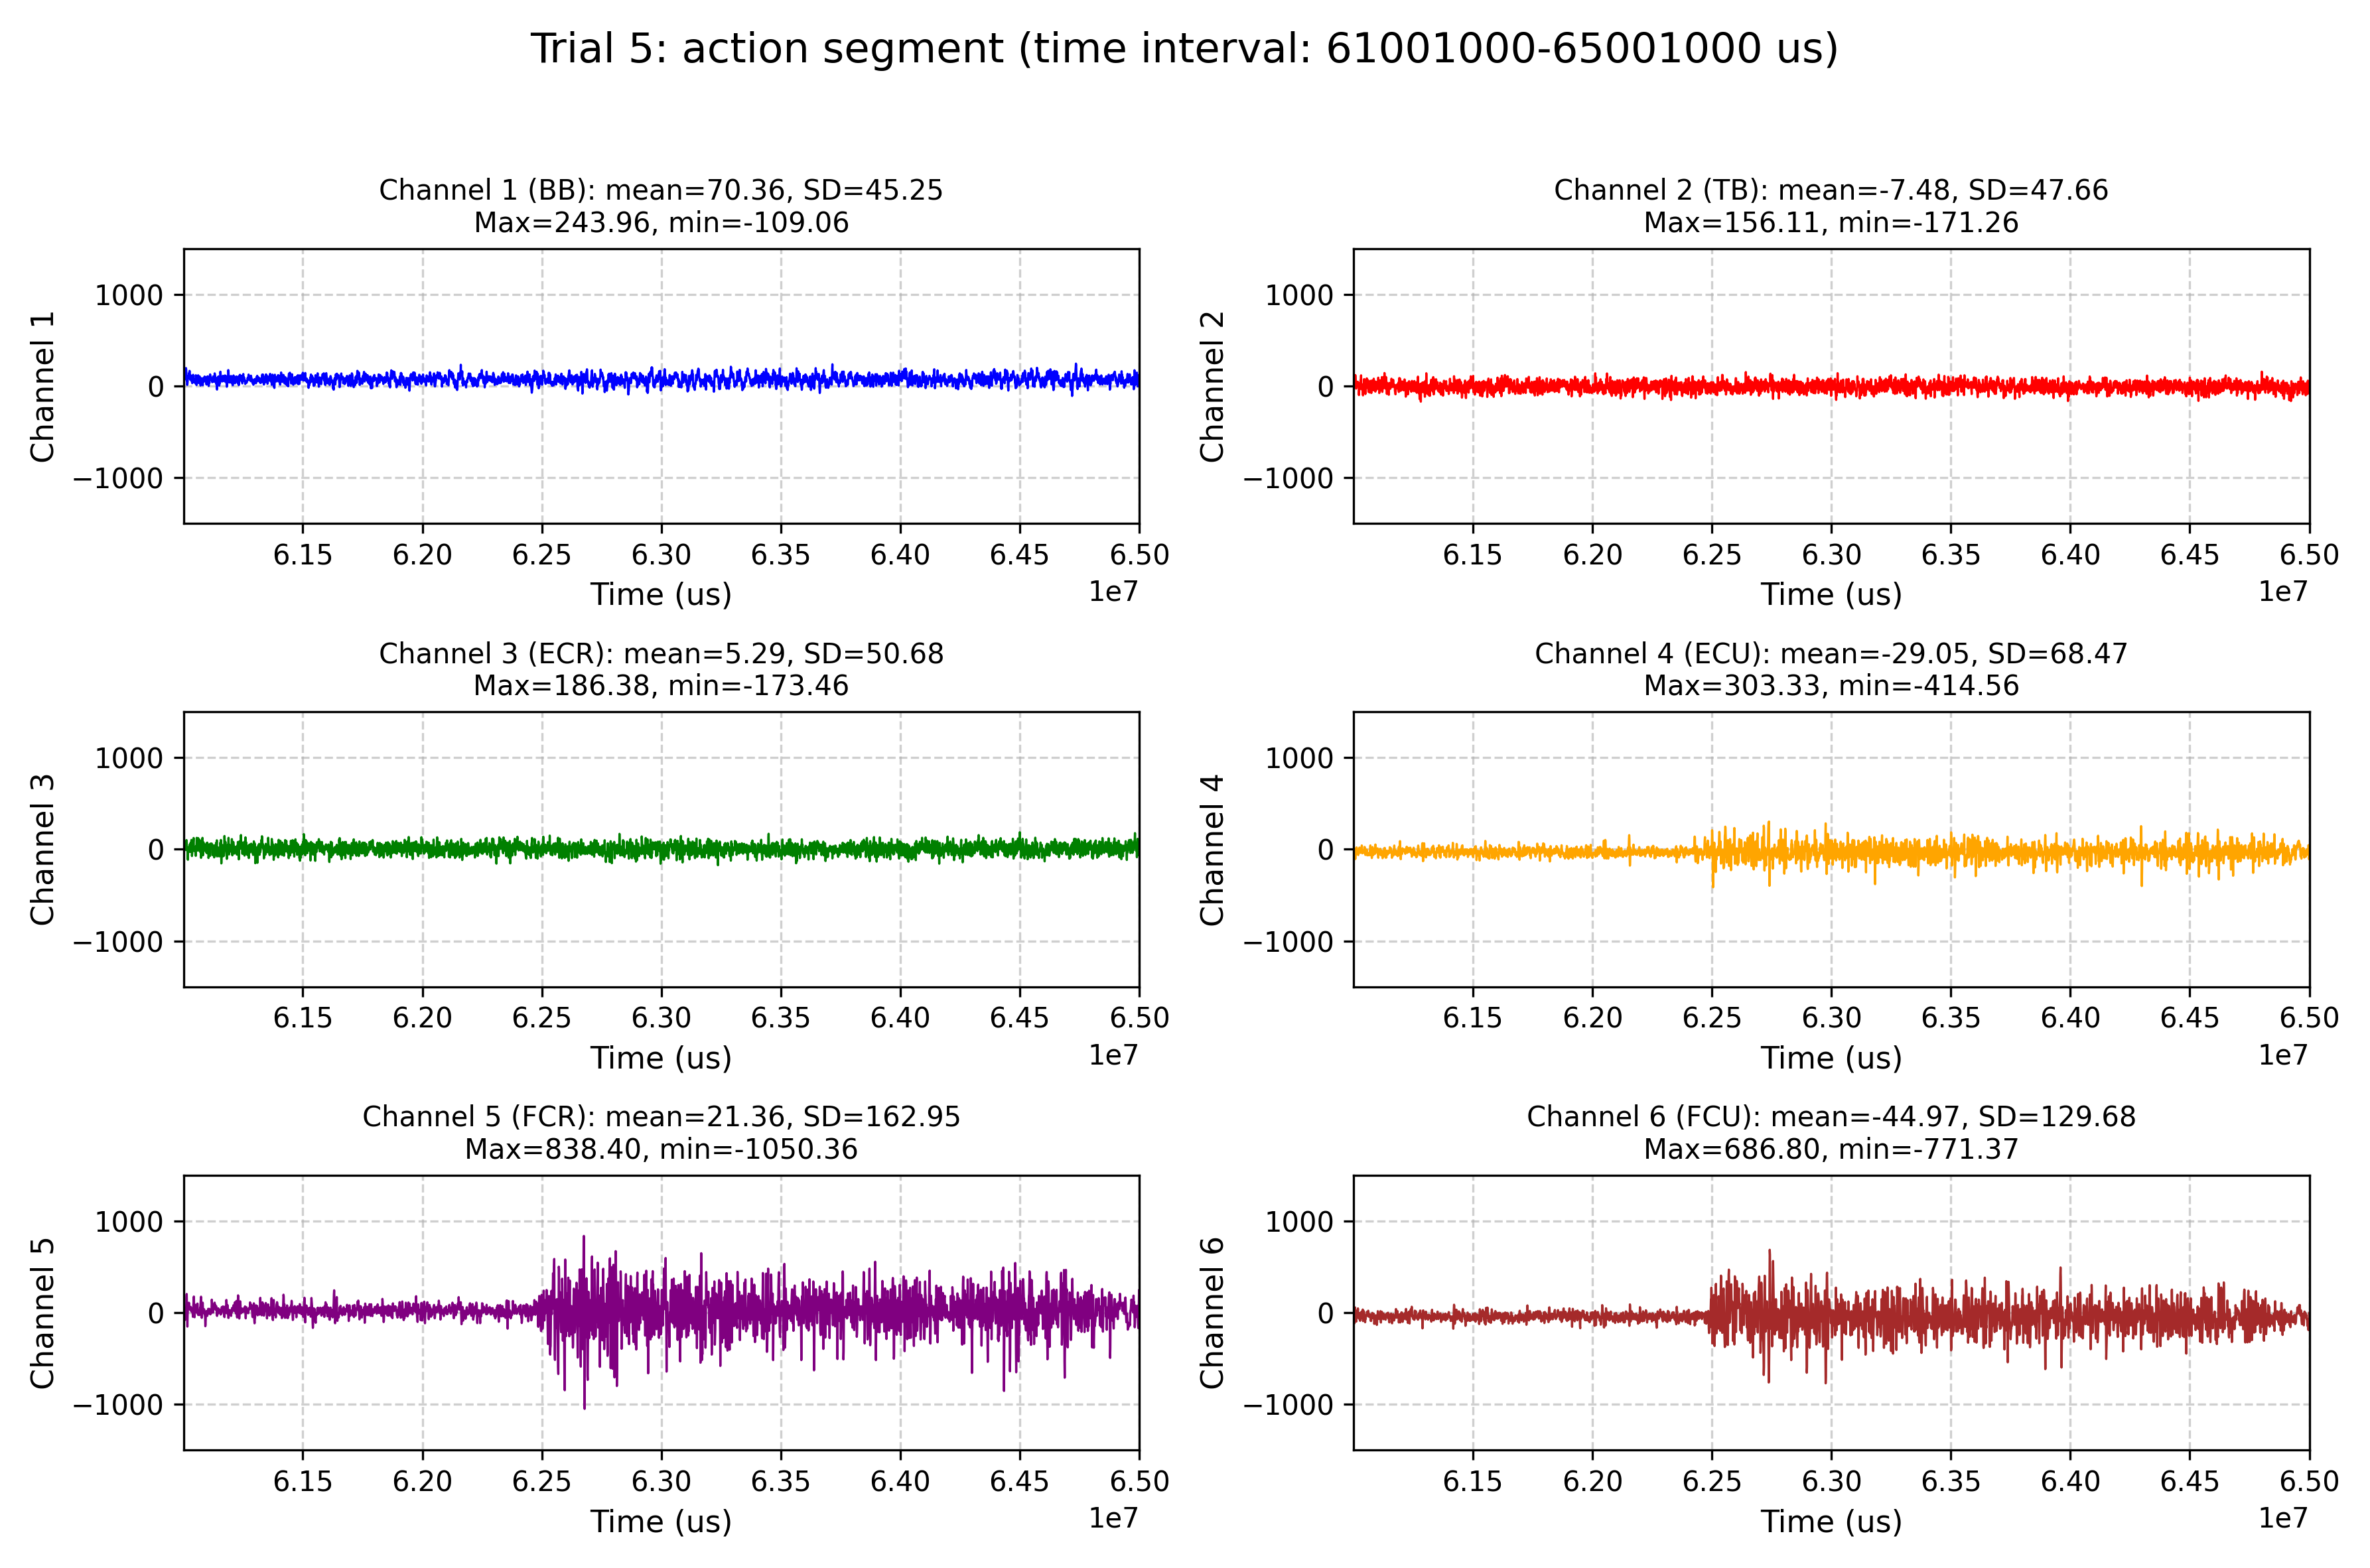 Trial 5: action segment (time interval: 61001000-65001000 us)
Channel 1 (BB): mean=70.36, SD=45.25
Max=243.96, min=-109.06
Channel 1
1000
0
−1000
6.15 6.20 6.25 6.30 6.35 6.40 6.45 6.50
Time (us)
1e7
Channel 2 (TB): mean=-7.48, SD=47.66
Max=156.11, min=-171.26
Channel 2
1000
0
−1000
6.15 6.20 6.25 6.30 6.35 6.40 6.45 6.50
Time (us)
1e7
Channel 3 (ECR): mean=5.29, SD=50.68
Max=186.38, min=-173.46
Channel 3
1000
0
−1000
6.15 6.20 6.25 6.30 6.35 6.40 6.45 6.50
Time (us)
1e7
Channel 4 (ECU): mean=-29.05, SD=68.47
Max=303.33, min=-414.56
Channel 4
1000
0
−1000
6.15 6.20 6.25 6.30 6.35 6.40 6.45 6.50
Time (us)
1e7
Channel 5 (FCR): mean=21.36, SD=162.95
Max=838.40, min=-1050.36
Channel 5
1000
0
−1000
6.15 6.20 6.25 6.30 6.35 6.40 6.45 6.50
Time (us)
1e7
Channel 6 (FCU): mean=-44.97, SD=129.68
Max=686.80, min=-771.37
Channel 6
1000
0
−1000
6.15 6.20 6.25 6.30 6.35 6.40 6.45 6.50
Time (us)
1e7